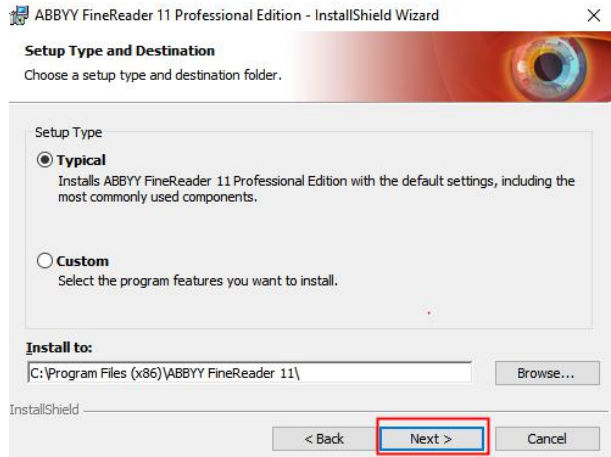 ABBYY FineReader 11 Professional Edition - InstallShield Wizard
Setup Type and Destination
Choose a setup type and destination folder.
Setup Type
Typical
Installs ABBYY FineReader 11 Professional Edition with the default settings, including the
most commonly used components.
Custom
Select the program features you want to install.
Install to:
C:\Program Files (x86)\ABBYY FineReader 11\
Browse...
InstallShield
< Back
Next >
Cancel